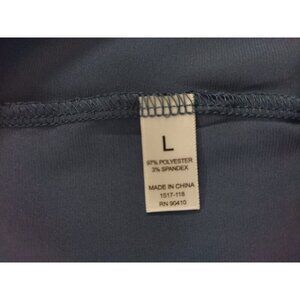 L
97% POLYESTER
3% SPANDEX
MADE IN CHINA
1517-118
RN 90410